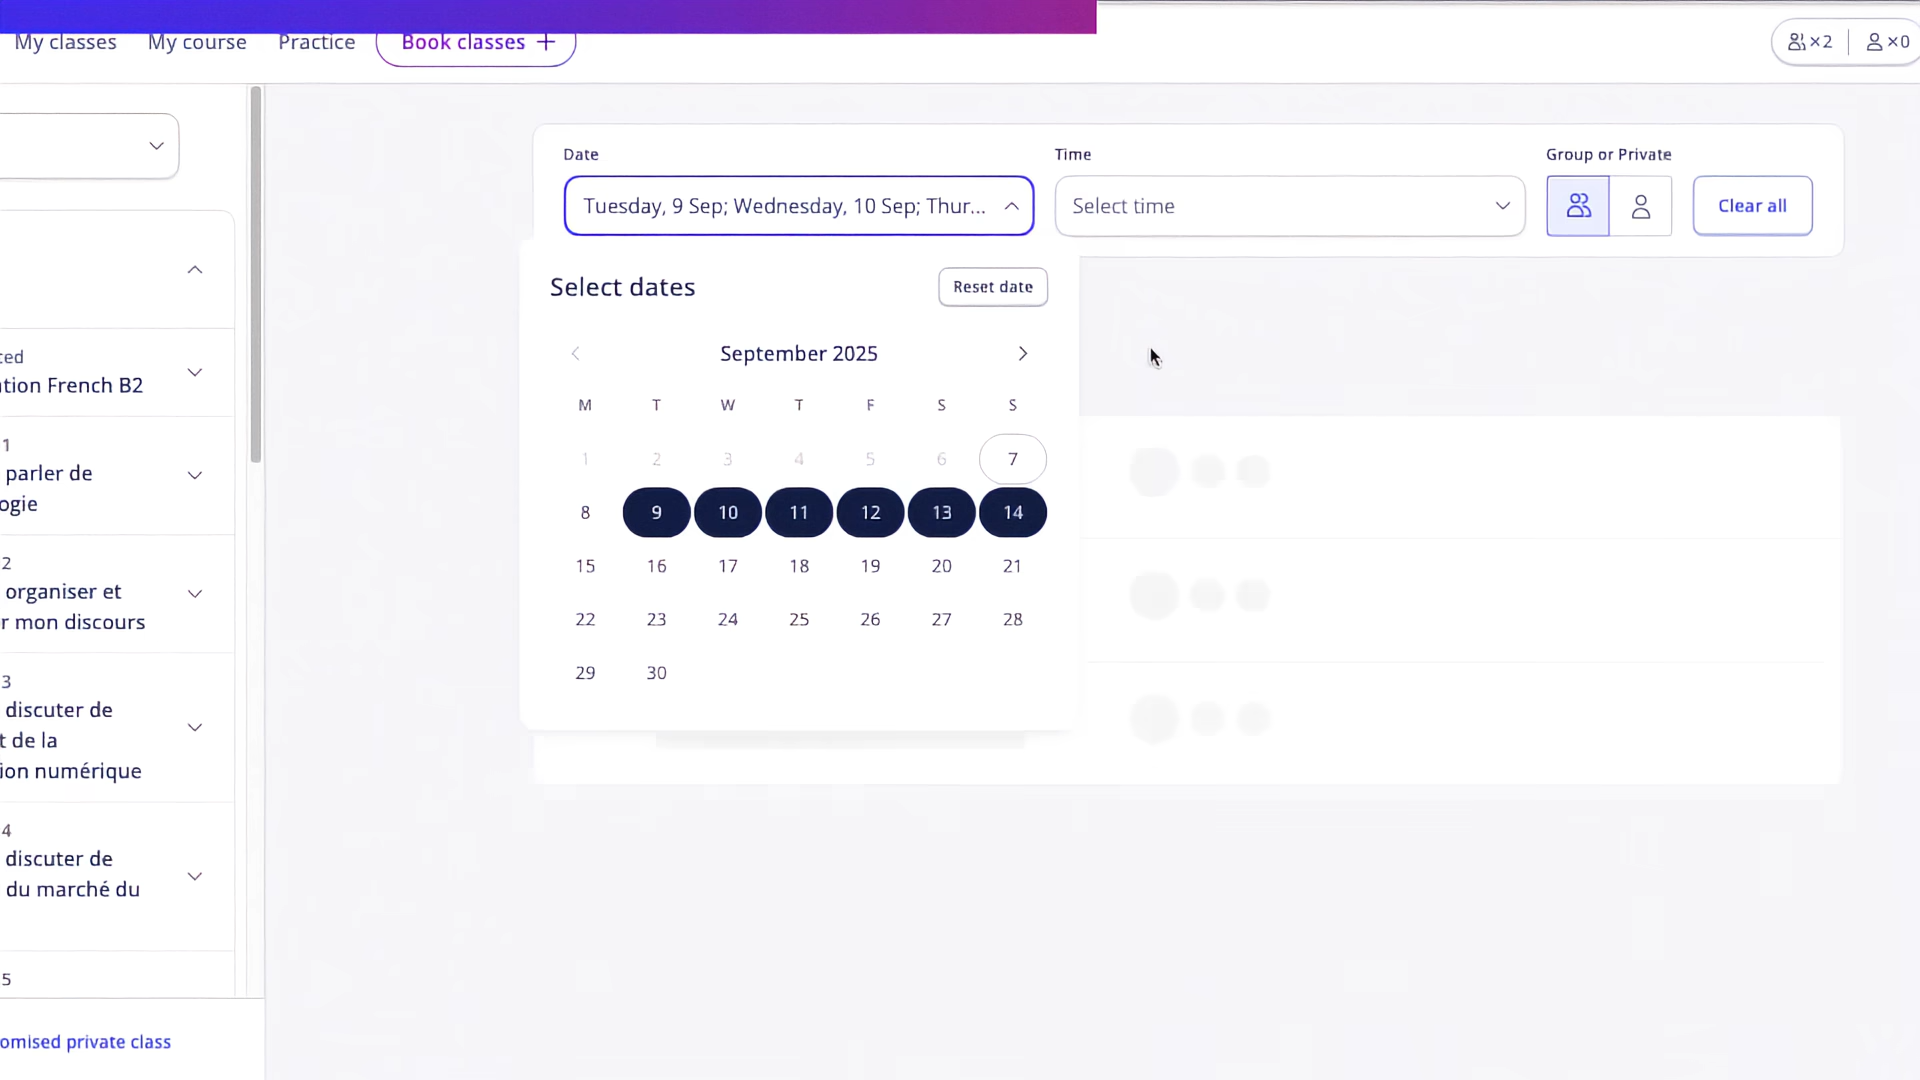 My classes My course Practice Book classes +
×2 ×0
Date Time Group or Private
Tuesday, 9 Sep; Wednesday, 10 Sep; Thur... Select time Clear all
Select dates Reset date
September 2025
M T W T F S S
1 2 3 4 5 6 7
8 9 10 11 12 13 14
15 16 17 18 19 20 21
22 23 24 25 26 27 28
29 30
ted
ation French B2
1
parler de
ogie
2
organiser et
r mon discours
3
discuter de
t de la
ion numérique
4
discuter de
du marché du
5
omised private class